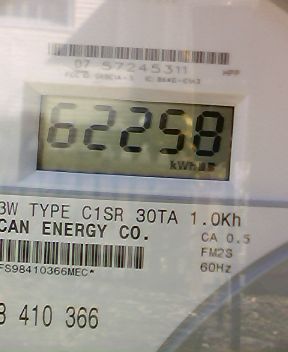 07 57245311
62258
kWh
3W TYPE C1SR 30TA 1.0Kh
CAN ENERGY CO.
CA 0.5
FM2S
60Hz
FS98410366MEC*
8 410 366